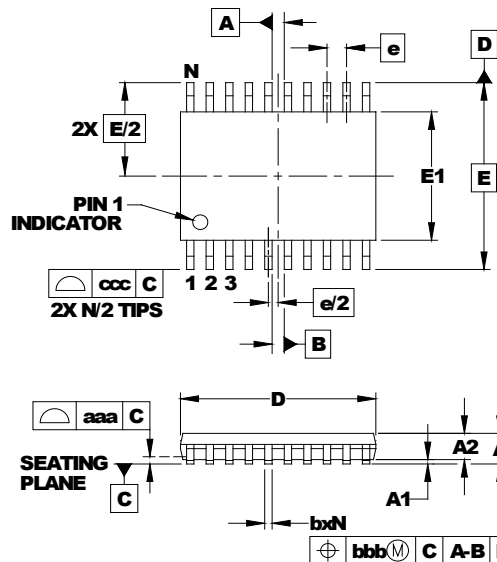 A
e
D
N
2X E/2
E1
E
PIN 1
INDICATOR
ccc C
1 2 3
2X N/2 TIPS
e/2
B
D
aaa C
A2
SEATING
PLANE
C
A1
bxN
bbb Ⓜ C A-B